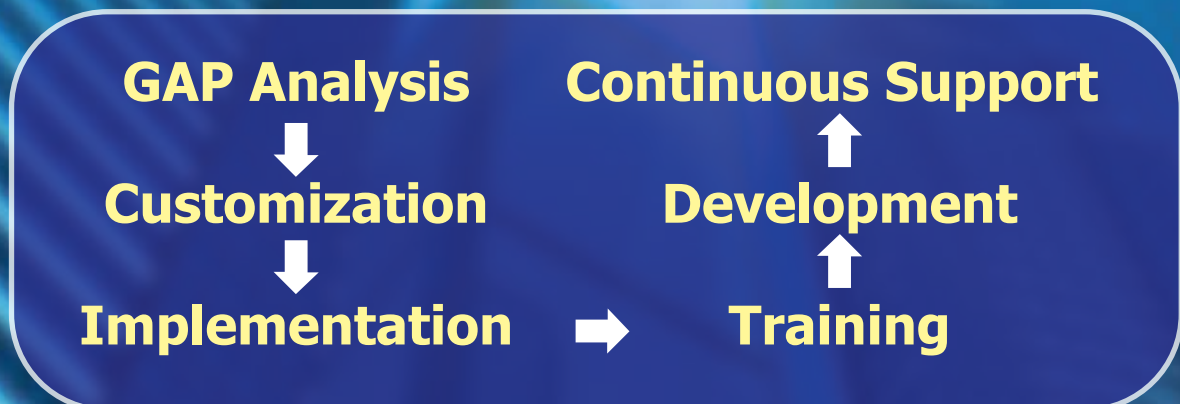 GAP Analysis
Customization
Implementation
Training
Development
Continuous Support